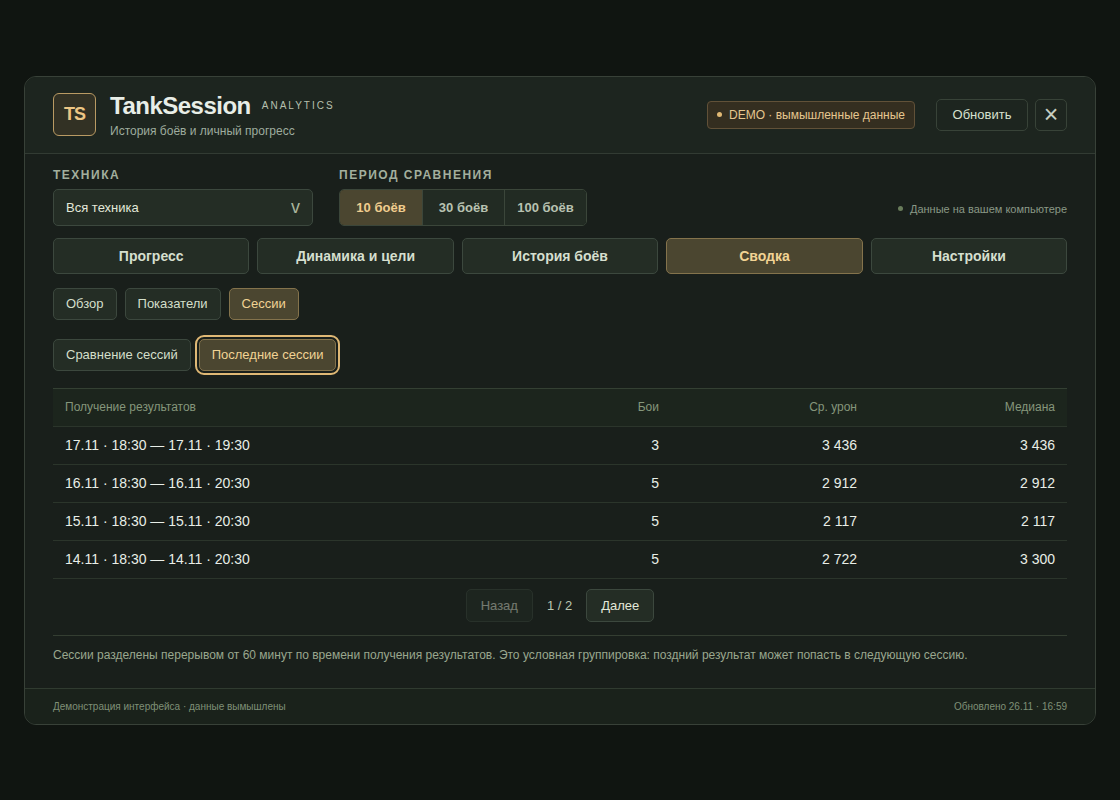 TS
TankSession ANALYTICS
История боёв и личный прогресс
DEMO · вымышленные данные
Обновить
✕
ТЕХНИКА
ПЕРИОД СРАВНЕНИЯ
Вся техника
10 боёв 30 боёв 100 боёв
Данные на вашем компьютере
Прогресс Динамика и цели История боёв Сводка Настройки
Обзор Показатели Сессии
Сравнение сессий Последние сессии
Получение результатов Бои Ср. урон Медиана
17.11 · 18:30 — 17.11 · 19:30 3 3 436 3 436
16.11 · 18:30 — 16.11 · 20:30 5 2 912 2 912
15.11 · 18:30 — 15.11 · 20:30 5 2 117 2 117
14.11 · 18:30 — 14.11 · 20:30 5 2 722 3 300
Назад 1 / 2 Далее
Сессии разделены перерывом от 60 минут по времени получения результатов. Это условная группировка: поздний результат может попасть в следующую сессию.
Демонстрация интерфейса · данные вымышлены
Обновлено 26.11 · 16:59